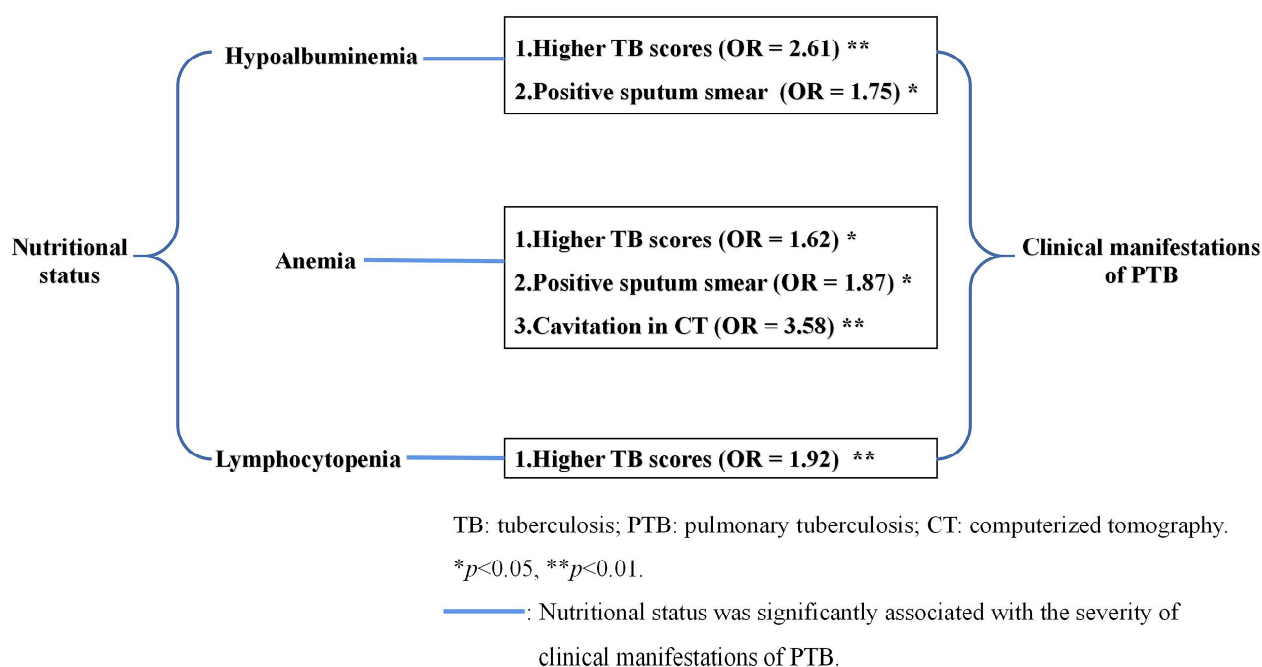 Nutritional
status
Hypoalbuminemia
1.Higher TB scores (OR = 2.61) **
2.Positive sputum smear (OR = 1.75) *
Anemia
1.Higher TB scores (OR = 1.62) *
2.Positive sputum smear (OR = 1.87) *
3.Cavitation in CT (OR = 3.58) **
Lymphocytopenia
1.Higher TB scores (OR = 1.92) **
Clinical manifestations
of PTB
TB: tuberculosis; PTB: pulmonary tuberculosis; CT: computerized tomography.
*p<0.05, **p<0.01.
: Nutritional status was significantly associated with the severity of
clinical manifestations of PTB.